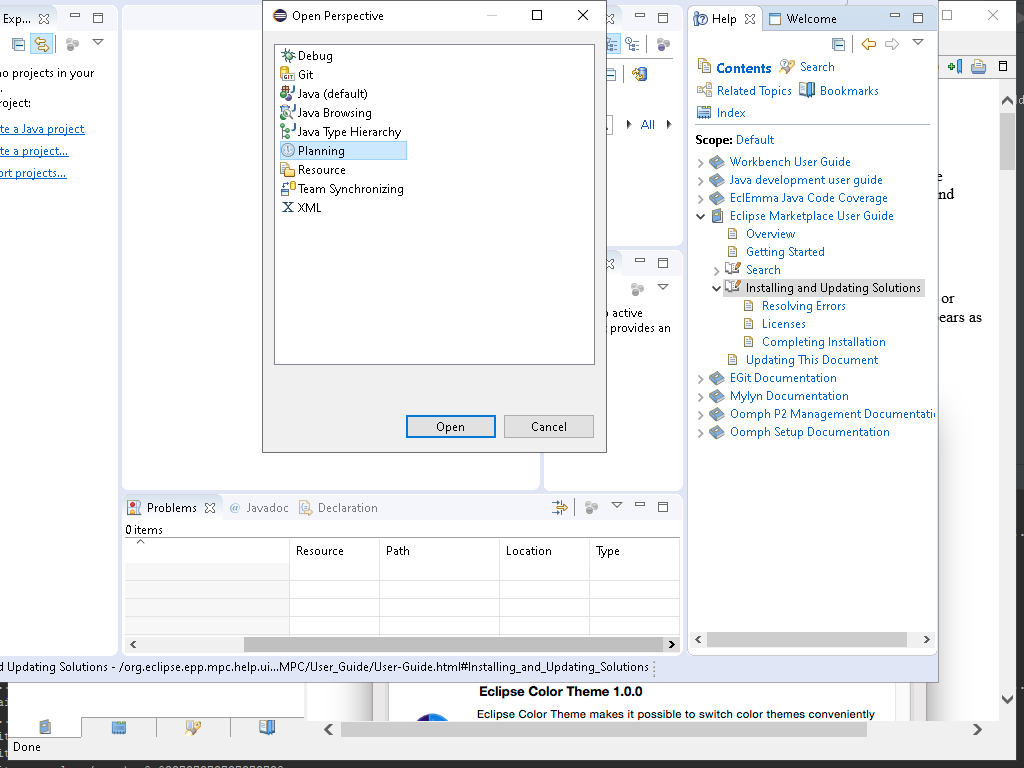 Exp...
Open Perspective
Help
Welcome
no projects in your
project:
te a Java project
te a project...
ort projects...
Debug
Git
Java (default)
Java Browsing
Java Type Hierarchy
Planning
Resource
Team Synchronizing
XML
Open
Cancel
All
active
provides an
Contents
Search
Related Topics
Bookmarks
Index
Scope: Default
Workbench User Guide
Java development user guide
EclEmma Java Code Coverage
Eclipse Marketplace User Guide
Overview
Getting Started
Search
Installing and Updating Solutions
Resolving Errors
Licenses
Completing Installation
Updating This Document
EGit Documentation
Mylyn Documentation
Oomph P2 Management Documentati
Oomph Setup Documentation
nd
or
ears as
Problems
@ Javadoc
Declaration
0 items
Resource
Path
Location
Type
d Updating Solutions - /org.eclipse.epp.mpc.help.ui...MPC/User_Guide/User-Guide.html#Installing_and_Updating_Solutions
Eclipse Color Theme 1.0.0
Eclipse Color Theme makes it possible to switch color themes conveniently
Done